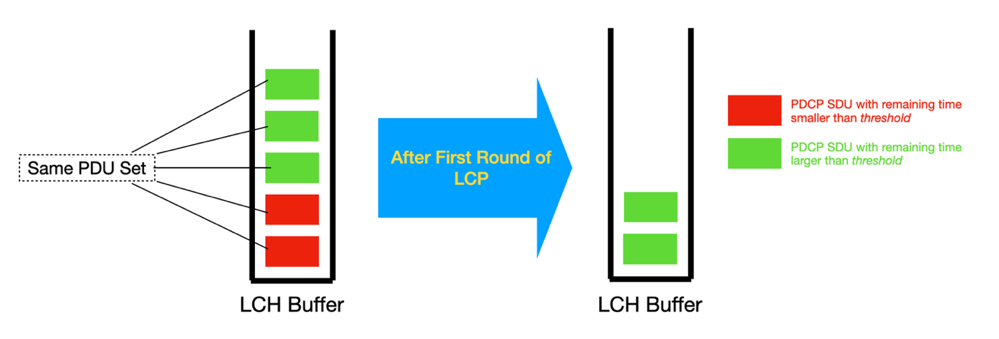 Same PDU Set
LCH Buffer
After First Round of
LCP
LCH Buffer
PDCP SDU with remaining time
smaller than threshold
PDCP SDU with remaining time
larger than threshold